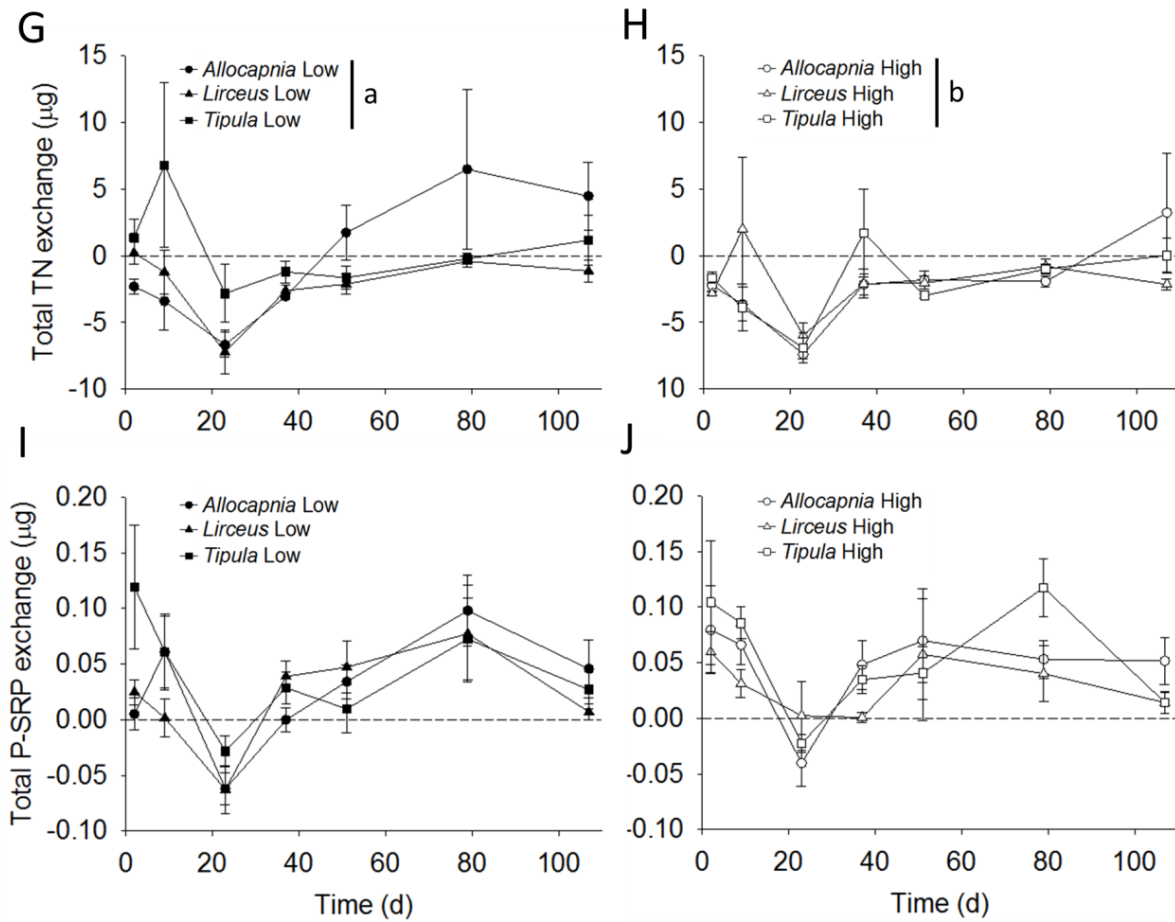 G
H
Total TN exchange (µg)
15
10
5
0
-5
-10
Allocapnia Low
Lirceus Low
Tipula Low
a
0 20 40 60 80 100
15
10
5
0
-5
10
Allocapnia High
Lirceus High
Tipula High
b
0 20 40 60 80 100
I
J
Total P-SRP exchange (µg)
0.20
0.15
0.10
0.05
0.00
-0.05
-0.10
Allocapnia Low
Lirceus Low
Tipula Low
0 20 40 60 80 100
Time (d)
0.20
0.15
0.10
0.05
0.00
-0.05
-0.10
Allocapnia High
Lirceus High
Tipula High
0 20 40 60 80 100
Time (d)